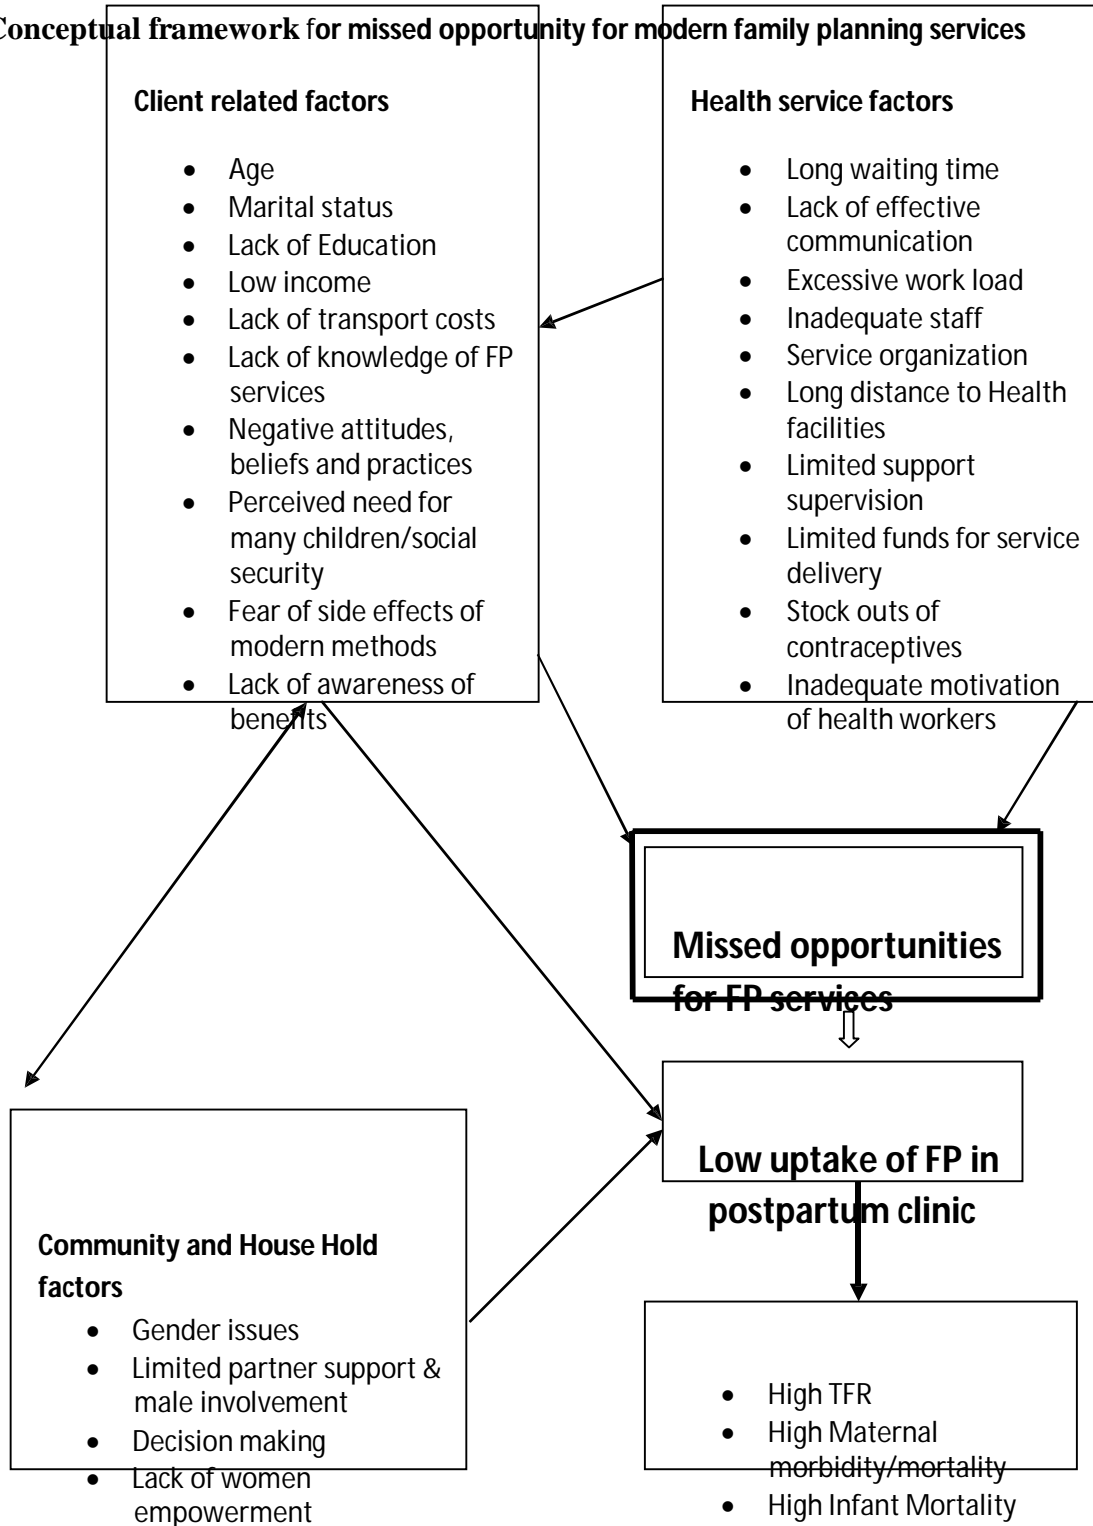 Conceptual framework for missed opportunity for modern family planning services
Client related factors
• Age
• Marital status
• Lack of Education
• Low income
• Lack of transport costs
• Lack of knowledge of FP
services
• Negative attitudes,
beliefs and practices
• Perceived need for
many children/social
security
• Fear of side effects of
modern methods
• Lack of awareness of
benefits
Health service factors
• Long waiting time
• Lack of effective
communication
• Excessive work load
• Inadequate staff
• Service organization
• Long distance to Health
facilities
• Limited support
supervision
• Limited funds for service
delivery
• Stock outs of
contraceptives
• Inadequate motivation
of health workers
Missed opportunities
for FP services
Low uptake of FP in
postpartum clinic
Community and House Hold
factors
• Gender issues
• Limited partner support &
male involvement
• Decision making
• Lack of women
empowerment
• High TFR
• High Maternal
morbidity/mortality
• High Infant Mortality